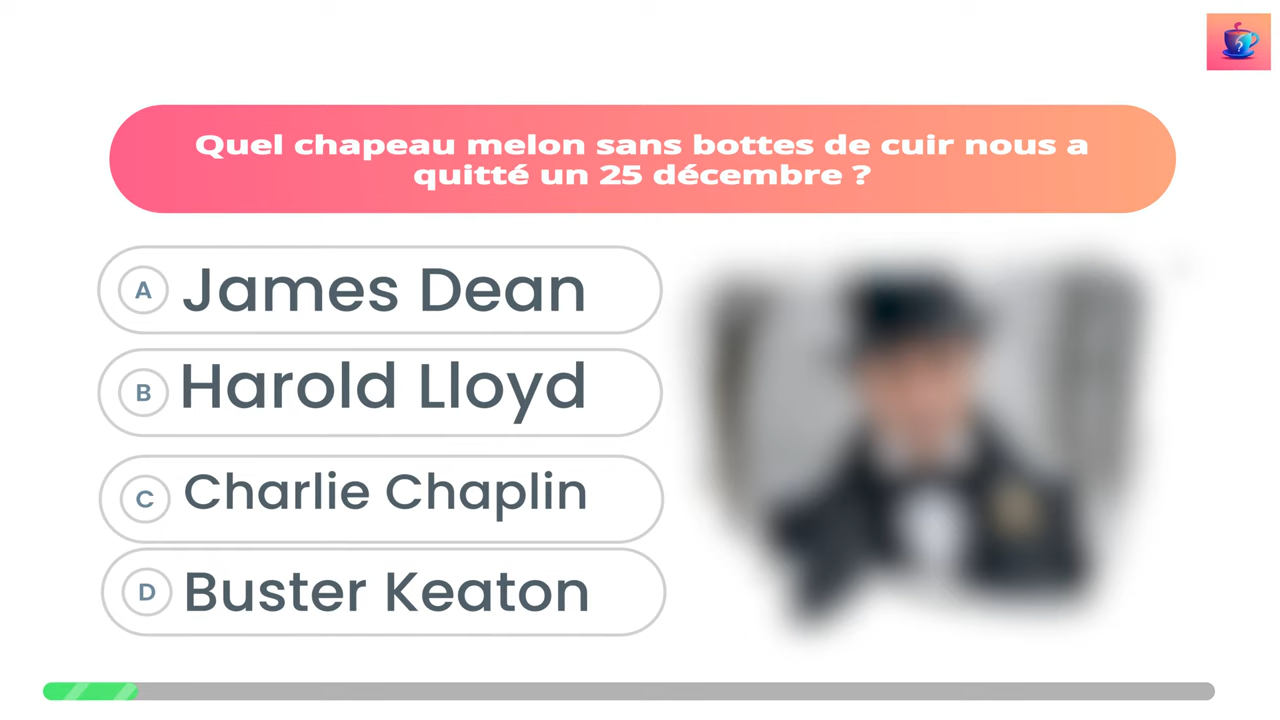 Quel chapeau melon sans bottes de cuir nous a
quitté un 25 décembre ?
A James Dean
B Harold Lloyd
C Charlie Chaplin
D Buster Keaton
?